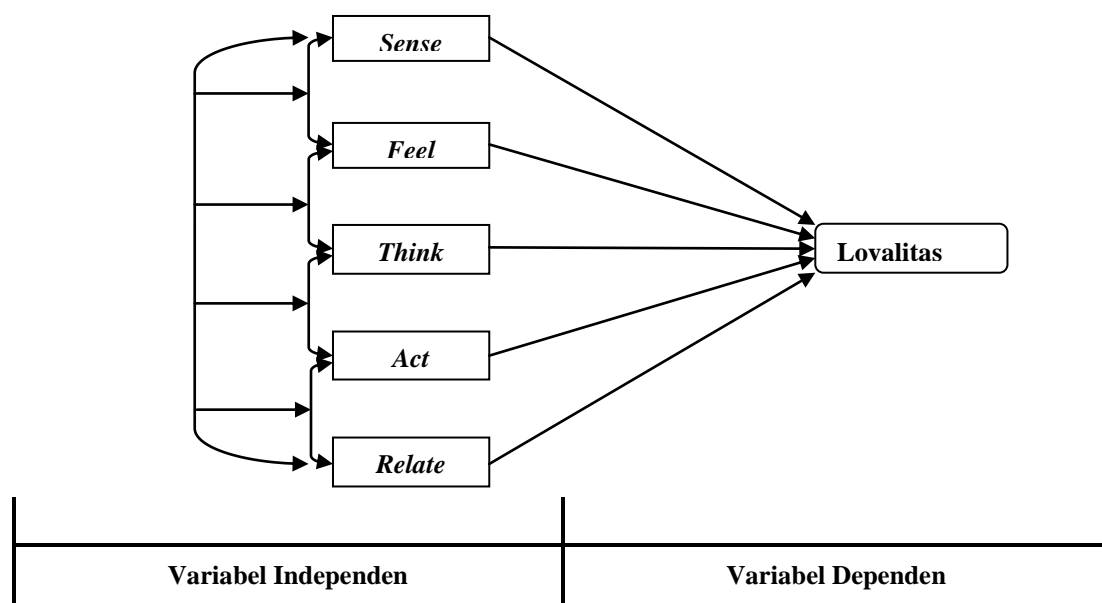 Sense
Feel
Think
Lovalitas
Act
Relate
Variabel Independen
Variabel Dependen